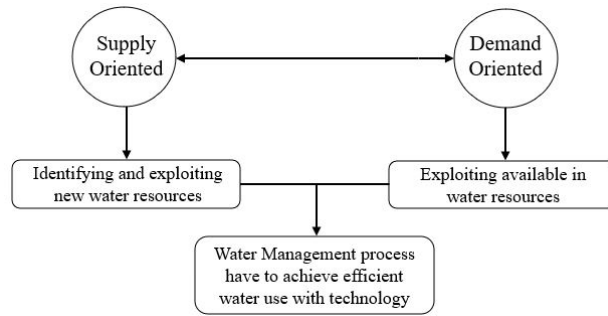 Supply
Oriented
Demand
Oriented
Identifying and exploiting
new water resources
Exploiting available in
water resources
Water Management process
have to achieve efficient
water use with technology